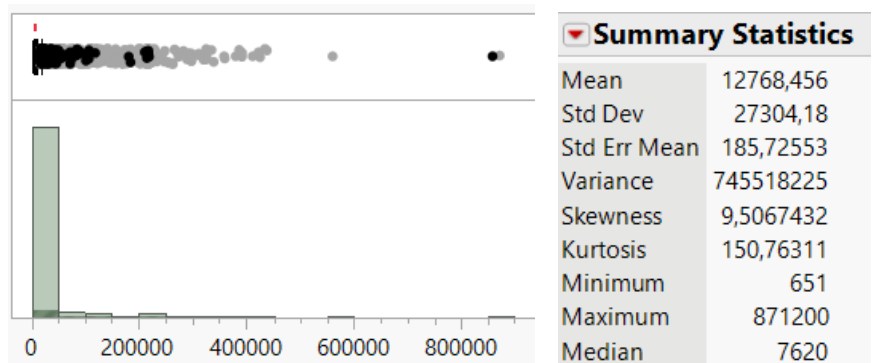 0 200000 400000 600000 800000
Summary Statistics
Mean 12768,456
Std Dev 27304,18
Std Err Mean 185,72553
Variance 745518225
Skewness 9,5067432
Kurtosis 150,76311
Minimum 651
Maximum 871200
Median 7620